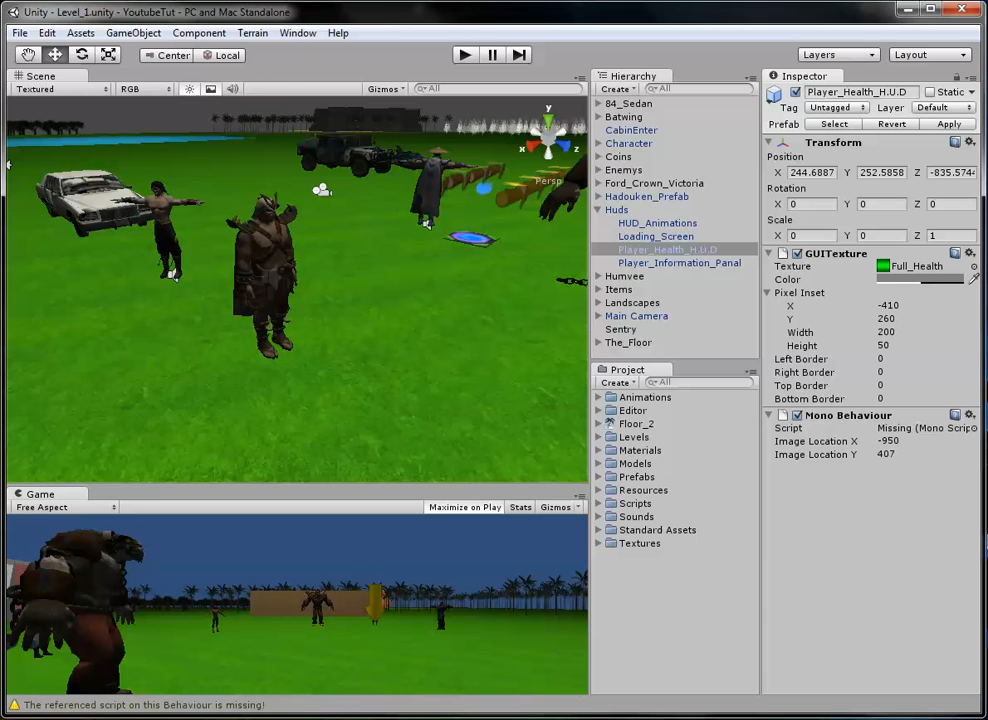 Unity - Level_1.unity - YoutubeTut - PC and Mac Standalone
File Edit Assets GameObject Component Terrain Window Help
Center Local Layers Layout
Scene
Textured RGB Gizmos All
y
x z
Persp
Game
Free Aspect Maximize on Play Stats Gizmos
Hierarchy
Create All
84_Sedan
Batwing
CabinEnter
Character
Coins
Enemys
Ford_Crown_Victoria
Hadouken_Prefab
Huds
HUD_Animations
Loading_Screen
Player_Health_H.U.D
Player_Information_Panal
Humvee
Items
Landscapes
Main Camera
Sentry
The_Floor
Project
Create All
Animations
Editor
Floor_2
Levels
Materials
Models
Prefabs
Resources
Scripts
Sounds
Standard Assets
Textures
Inspector
Player_Health_H.U.D Static
Tag Untagged Layer Default
Prefab Select Revert Apply
Transform
Position
X 244.6887 Y 252.5858 Z -835.5744
Rotation
X 0 Y 0 Z 0
Scale
X 0 Y 0 Z 1
GUITexture
Texture Full_Health
Color
Pixel Inset
X -410
Y 260
Width 200
Height 50
Left Border 0
Right Border 0
Top Border 0
Bottom Border 0
Mono Behaviour
Script Missing (Mono Scrip
Image Location X -950
Image Location Y 407
The referenced script on this Behaviour is missing!